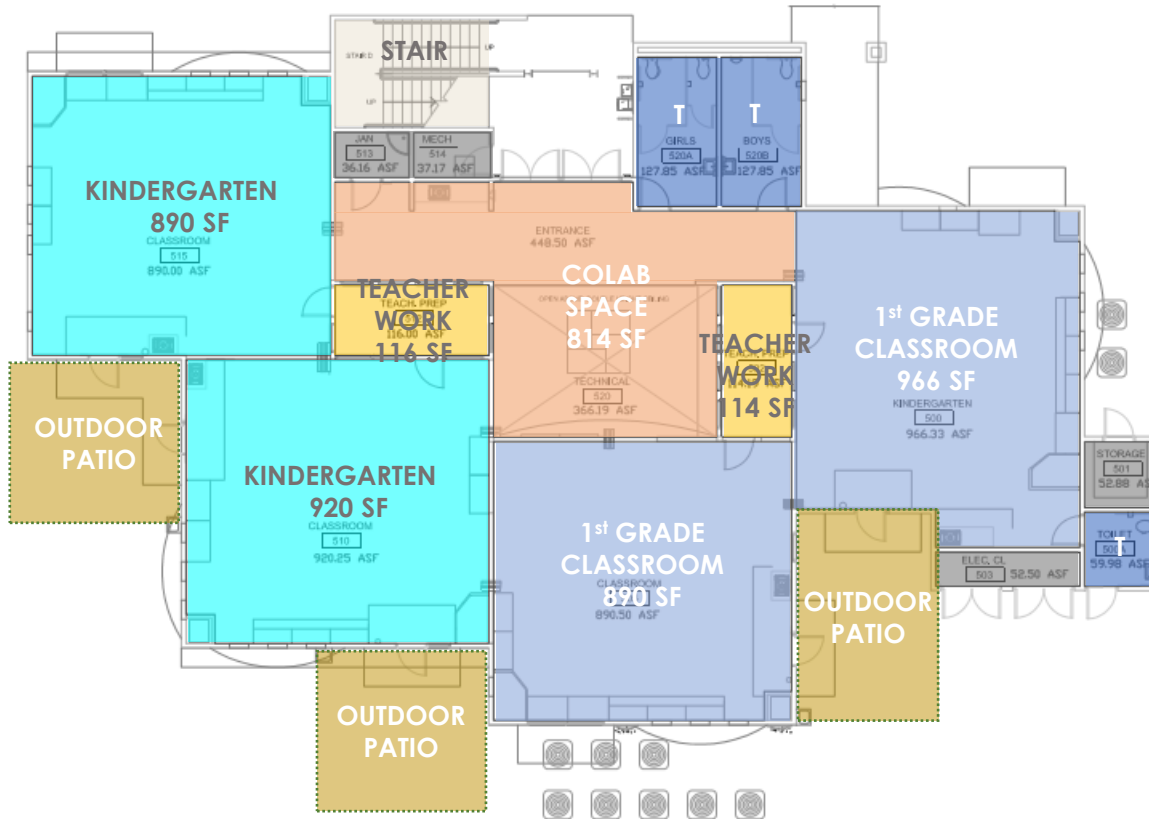 STAIR
STAIR D
UP
UP
JAN
513
36.16 ASF
MECH
514
37.17 ASF
T
GIRLS
520A
127.85 ASF
T
BOYS
520B
127.85 ASF
KINDERGARTEN
890 SF
CLASSROOM
515
890.00 ASF
ENTRANCE
448.50 ASF
COLAB
SPACE
814 SF
TECHNICAL
520
366.19 ASF
TEACHER
WORK
116 SF
TEACH. PREP
116.00 ASF
TEACHER
WORK
114 SF
1st GRADE
CLASSROOM
966 SF
KINDERGARTEN
500
966.33 ASF
OUTDOOR
PATIO
KINDERGARTEN
920 SF
CLASSROOM
510
920.25 ASF
1st GRADE
CLASSROOM
890 SF
CLASSROOM
890.50 ASF
STORAGE
501
52.88
TOILET
500A
T
59.98
ELEC. CL
503
52.50 ASF
OUTDOOR
PATIO
OUTDOOR
PATIO